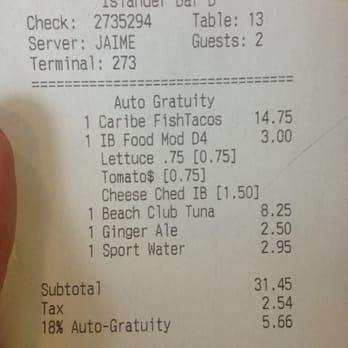 Islander Bar B
Check: 2735294 Table: 13
Server: JAIME Guests: 2
Terminal: 273
================================
Auto Gratuity
1 Caribe FishTacos 14.75
1 IB Food Mod D4 3.00
Lettuce .75 [0.75]
Tomato$ [0.75]
Cheese Ched IB [1.50]
1 Beach Club Tuna 8.25
1 Ginger Ale 2.50
1 Sport Water 2.95
Subtotal 31.45
Tax 2.54
18% Auto-Gratuity 5.66